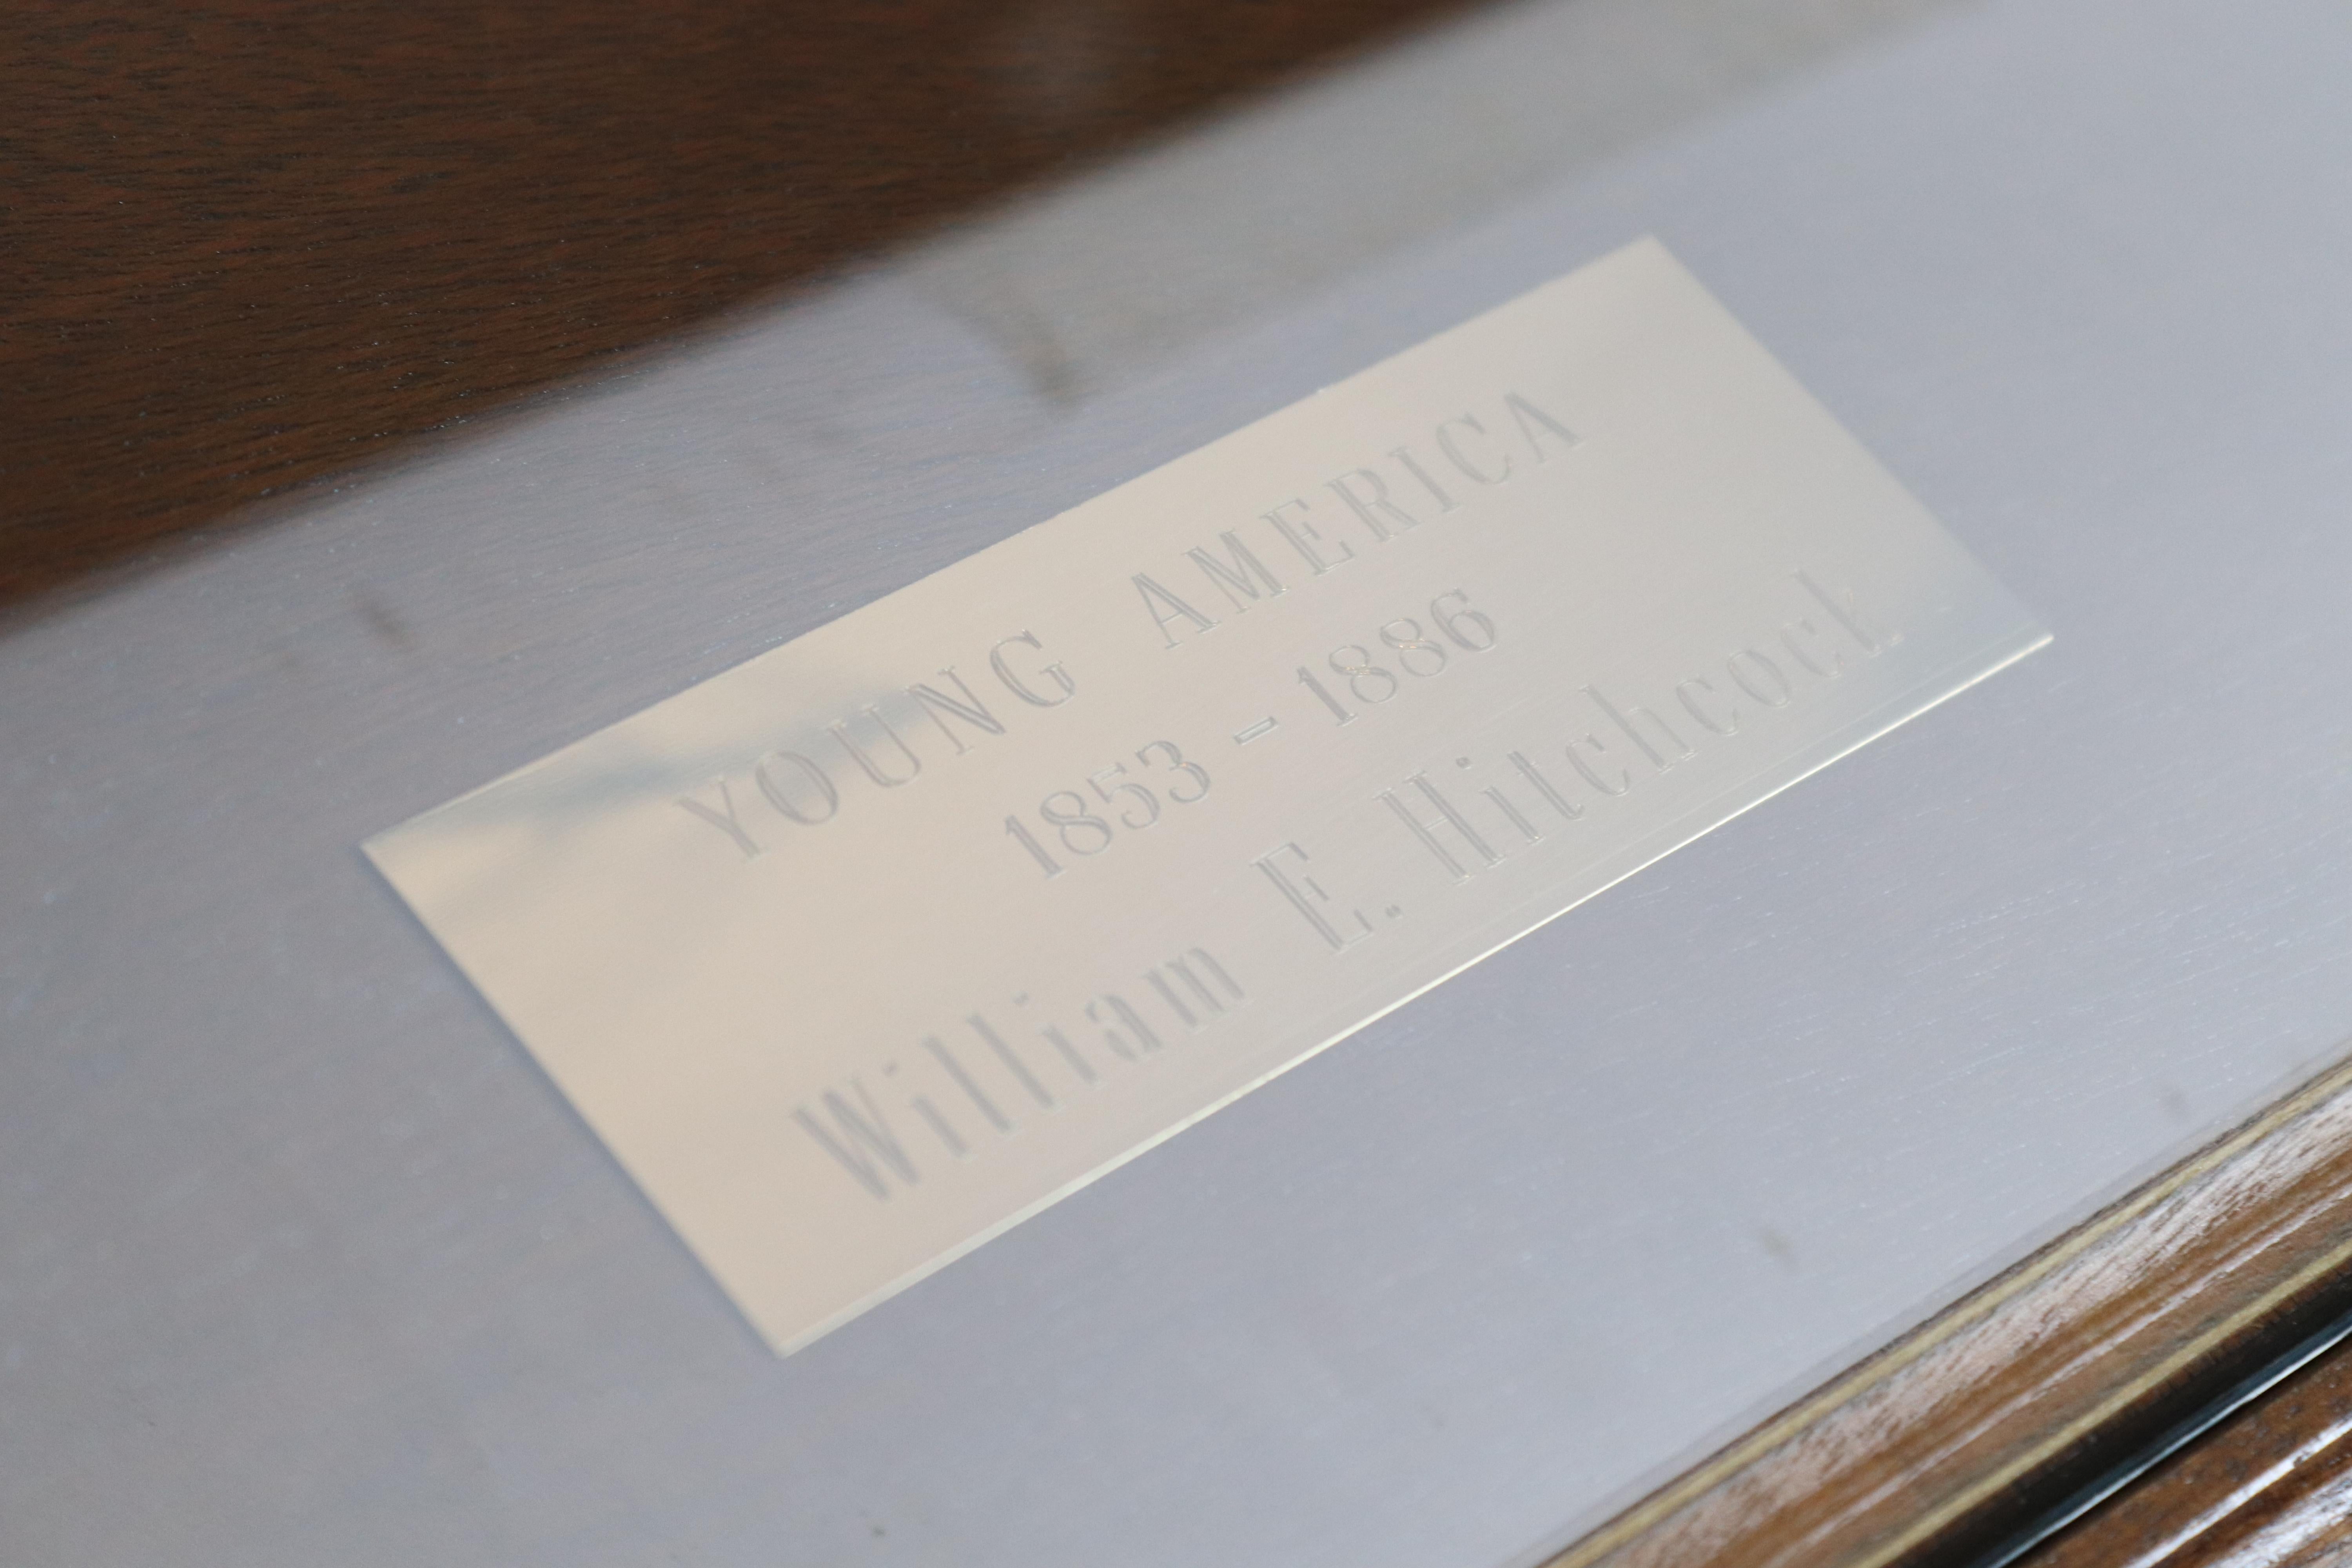 YOUNG AMERICA
1853 - 1886
William E. Hitchcock